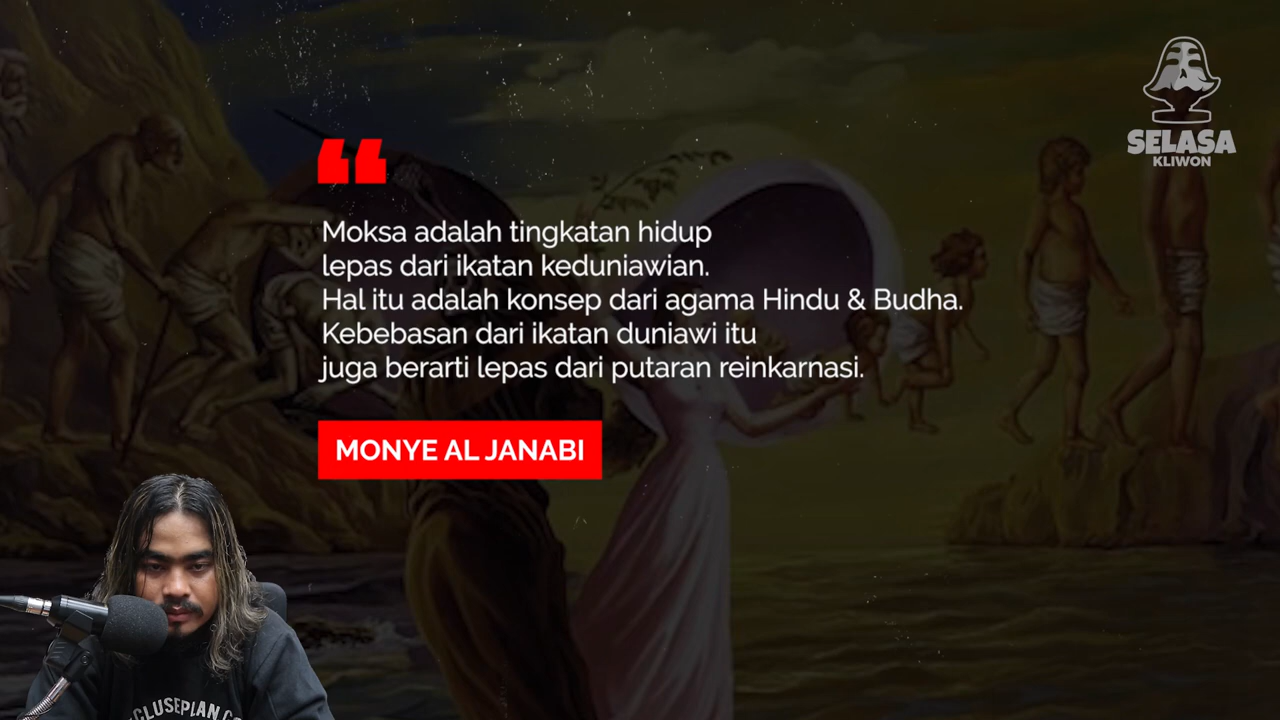 SELASA
KLIWON
“
Moksa adalah tingkatan hidup
lepas dari ikatan keduniawian.
Hal itu adalah konsep dari agama Hindu & Budha.
Kebebasan dari ikatan duniawi itu
juga berarti lepas dari putaran reinkarnasi.
MONYE AL JANABI